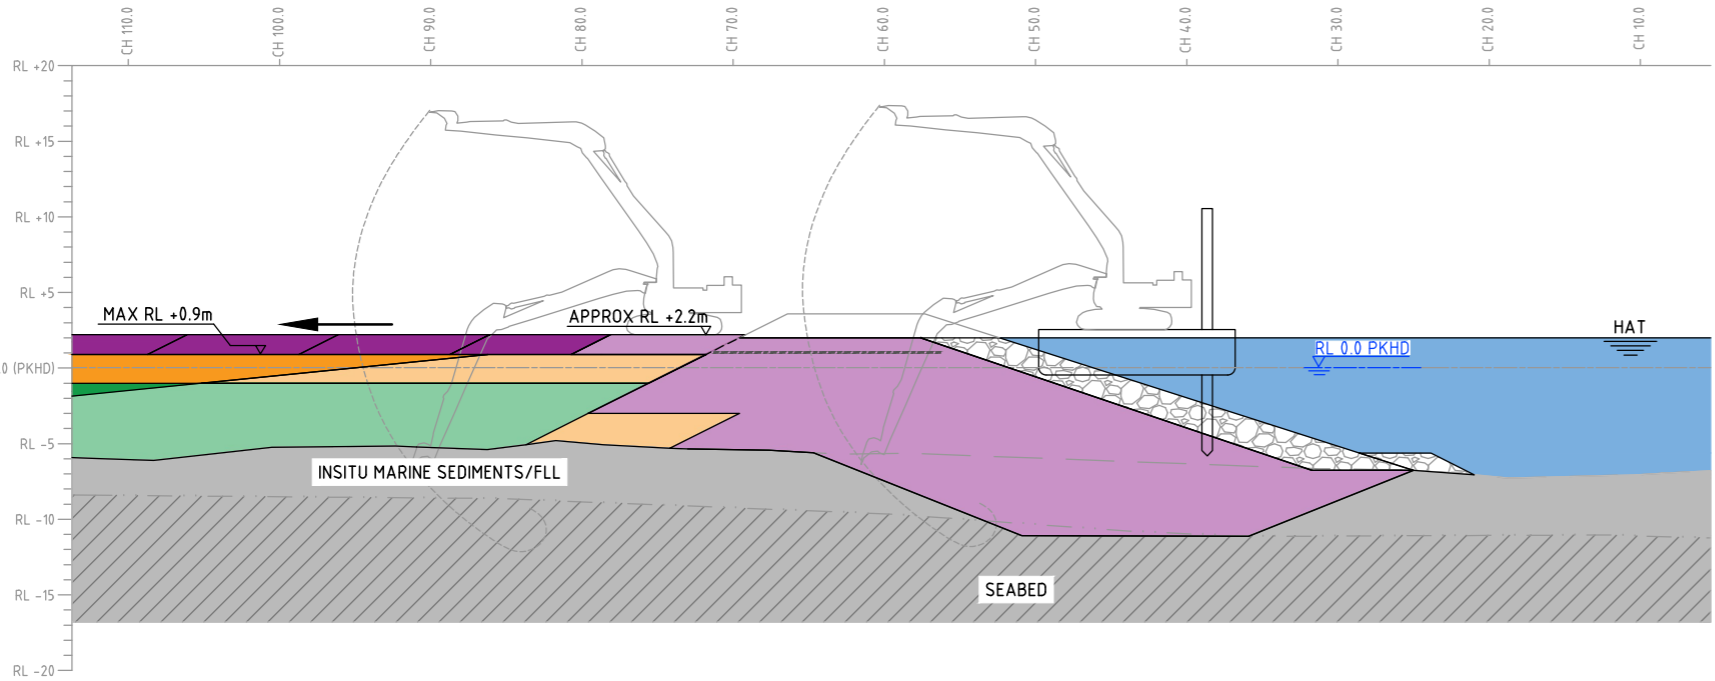 CH 110.0
CH 100.0
CH 90.0
CH 80.0
CH 70.0
CH 60.0
CH 50.0
CH 40.0
CH 30.0
CH 20.0
CH 10.0
RL +20
RL +15
RL +10
RL +5
MAX RL +0.9m
APPROX RL +2.2m
HAT
RL 0.0 PKHD
.0 (PKHD)
RL -5
INSITU MARINE SEDIMENTS/FLL
RL -10
SEABED
RL -15
RL -20